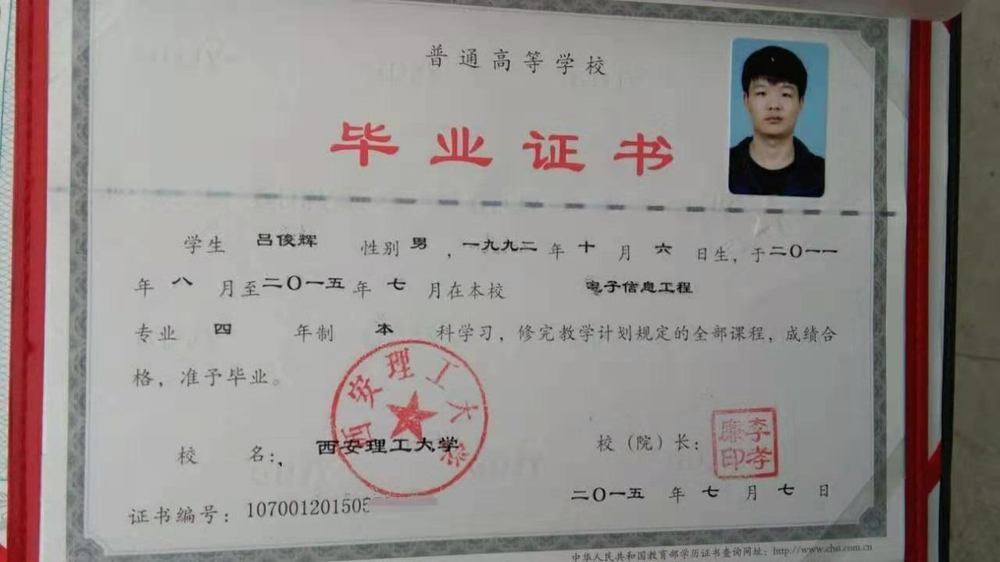 普通高等学校
毕业证书
学生 吕俊辉 性别 男，一九九二年 十 月 六 日生，于二〇一一
年 八 月至二〇一五年 七 月在本校 电子信息工程
专业 四 年制 本 科学习，修完教学计划规定的全部课程，成绩合
格，准予毕业。
西安理工大学
校 名：西安理工大学
校（院）长：
李孝廉印
二〇一五 年 七 月 七 日
证书编号：107001201505
中华人民共和国教育部学历证书查询网址：http://www.chsi.com.cn